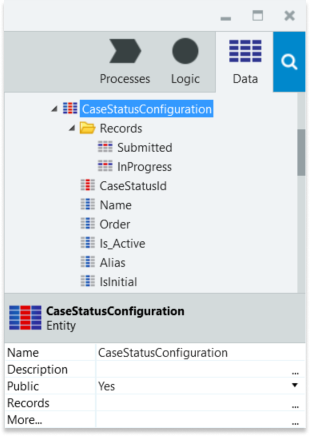 Processes Logic Data
CaseStatusConfiguration
Records
Submitted
InProgress
CaseStatusId
Name
Order
Is_Active
Alias
IsInitial
CaseStatusConfiguration
Entity
Name CaseStatusConfiguration
Description ...
Public Yes
Records ...
More... ...